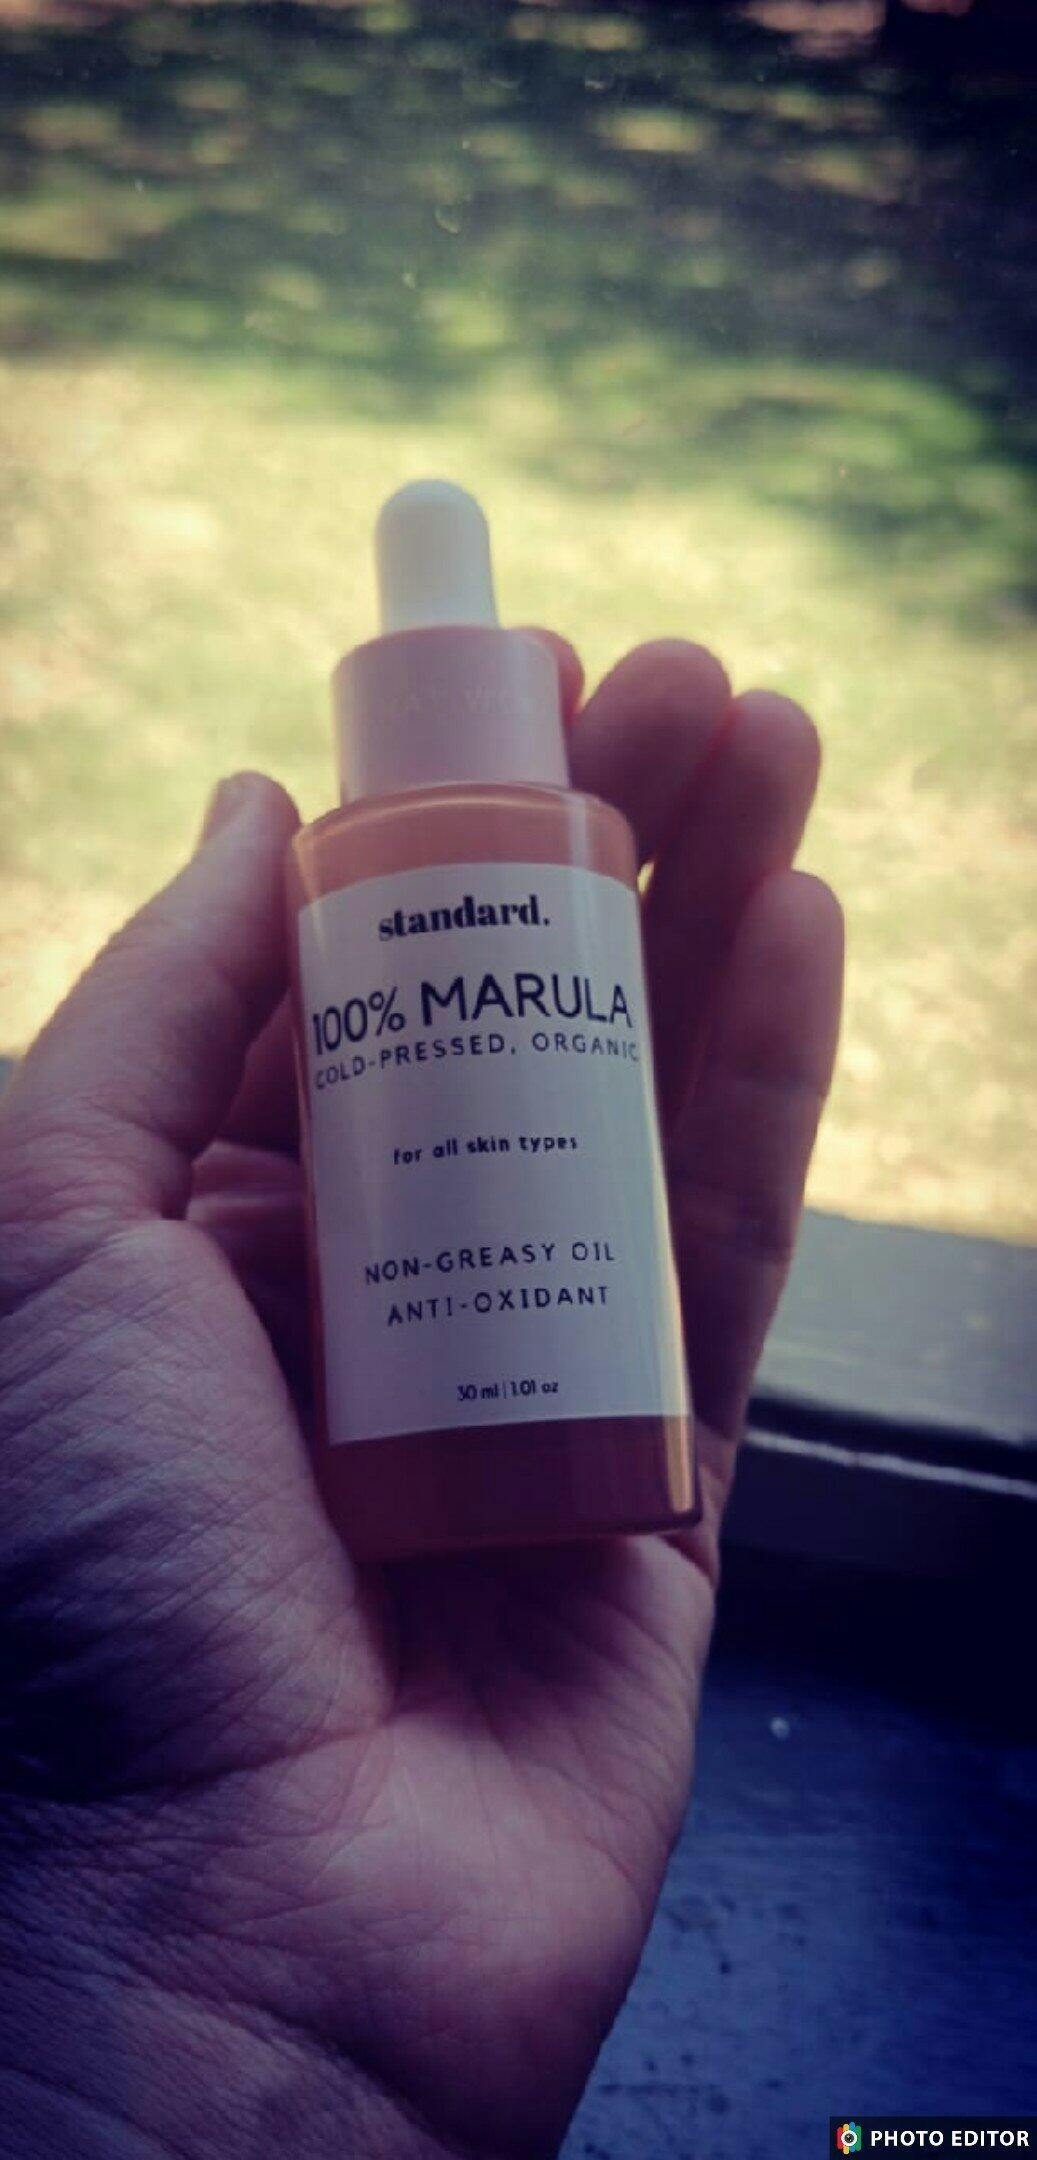 standard.
100% MARULA
COLD-PRESSED, ORGANIC
for all skin types
NON-GREASY OIL
ANTI-OXIDANT
30 ml | 1.01 oz
PHOTO EDITOR